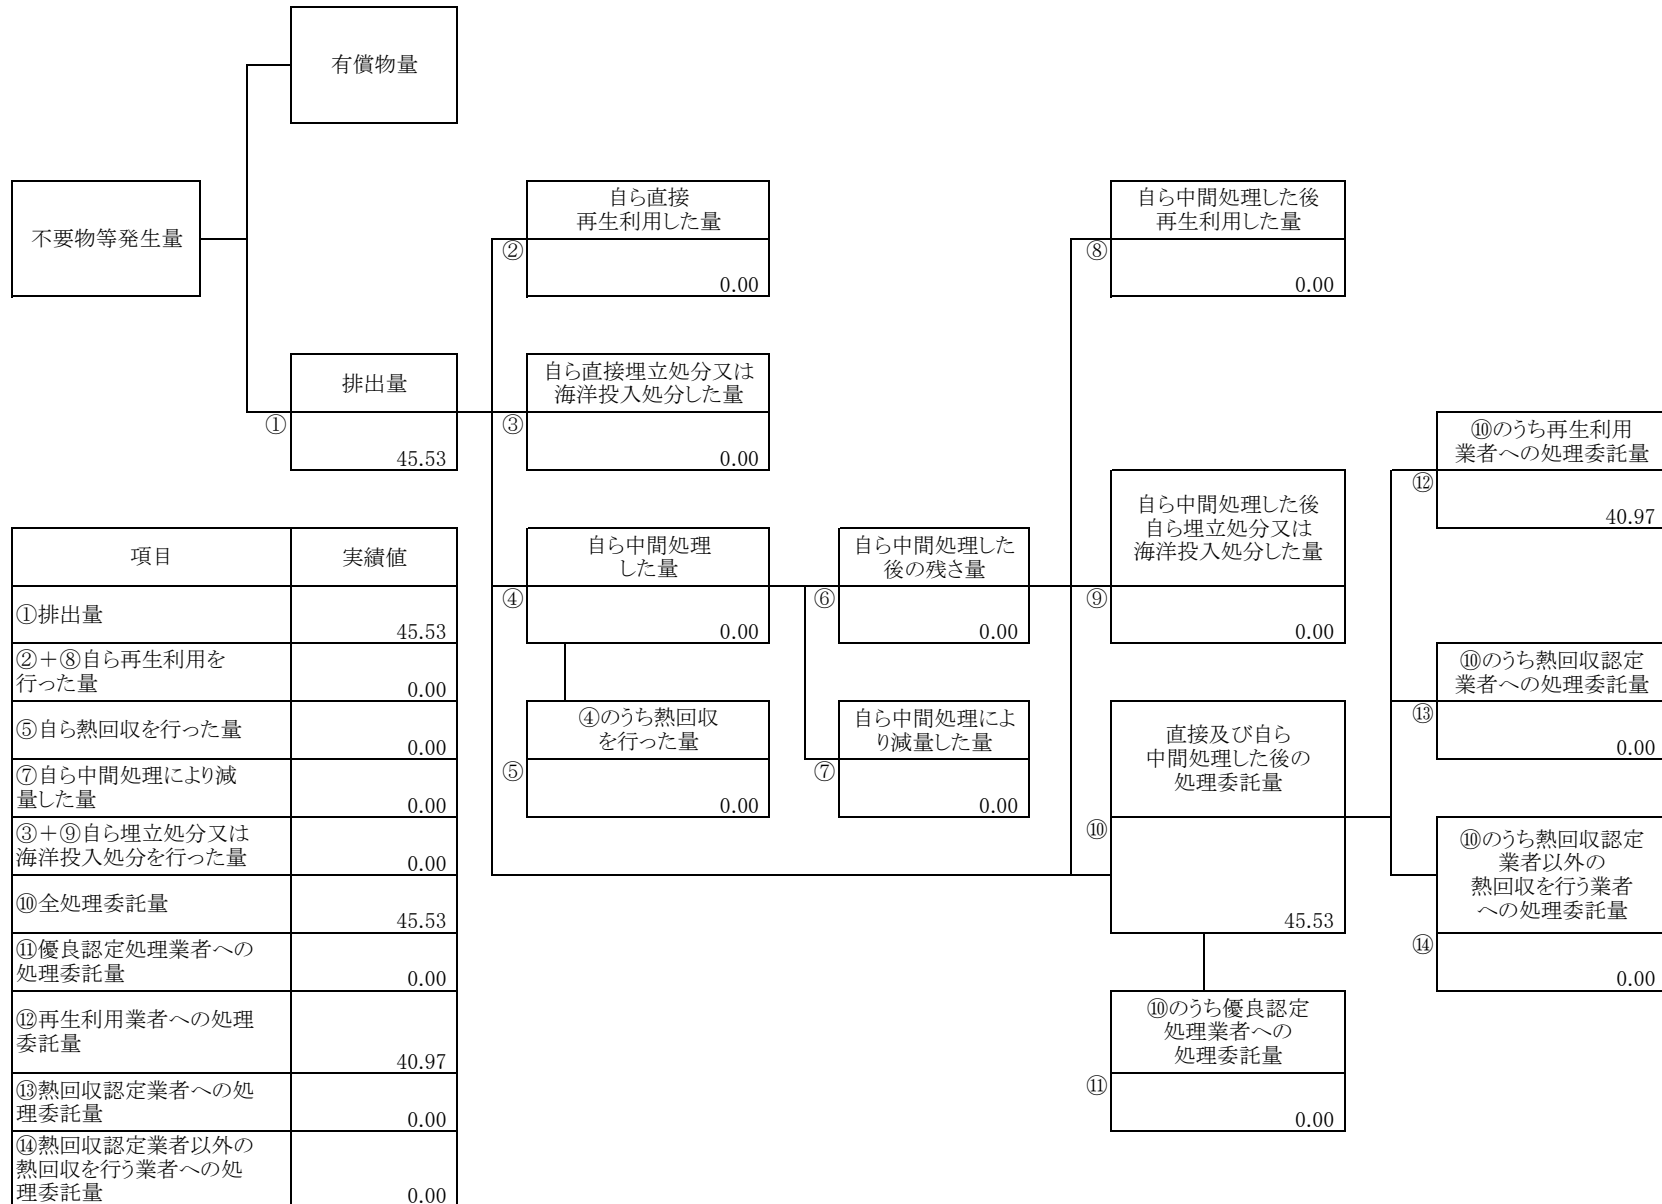 有償物量
不要物等発生量
排出量
①
45.53
自ら直接
再生利用した量
②
0.00
自ら直接埋立処分又は
海洋投入処分した量
③
0.00
自ら中間処理
した量
④
0.00
④のうち熱回収
を行った量
⑤
0.00
自ら中間処理した
後の残さ量
⑥
0.00
自ら中間処理によ
り減量した量
⑦
0.00
自ら中間処理した後
再生利用した量
⑧
0.00
自ら中間処理した後
自ら埋立処分又は
海洋投入処分した量
⑨
0.00
直接及び自ら
中間処理した後の
処理委託量
⑩
45.53
⑩のうち優良認定
処理業者への
処理委託量
⑪
0.00
⑩のうち再生利用
業者への処理委託量
⑫
40.97
⑩のうち熱回収認定
業者への処理委託量
⑬
0.00
⑩のうち熱回収認定
業者以外の
熱回収を行う業者
への処理委託量
⑭
0.00
項目 実績値
①排出量
45.53
②＋⑧自ら再生利用を
行った量
0.00
⑤自ら熱回収を行った量
0.00
⑦自ら中間処理により減
量した量
0.00
③＋⑨自ら埋立処分又は
海洋投入処分を行った量
0.00
⑩全処理委託量
45.53
⑪優良認定処理業者への
処理委託量
0.00
⑫再生利用業者への処理
委託量
40.97
⑬熱回収認定業者への処
理委託量
0.00
⑭熱回収認定業者以外の
熱回収を行う業者への処
理委託量
0.00